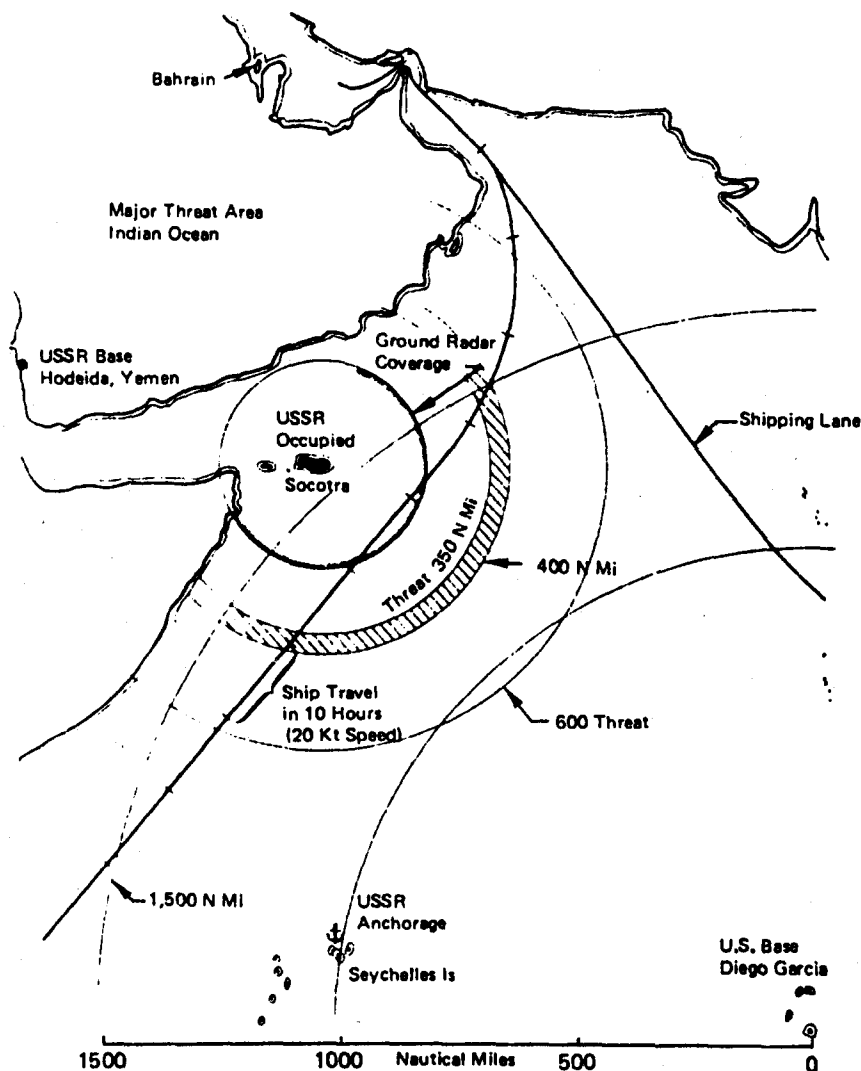 Bahrain
Major Threat Area
Indian Ocean
Ground Radar
Coverage
USSR Base
Hodeida, Yemen
USSR
Occupied
Socotra
Shipping Lane
Threat 350 N Mi
400 N Mi
Ship Travel
in 10 Hours
(20 Kt Speed)
600 Threat
1,500 N Mi
USSR
Anchorage
Seychelles Is
U.S. Base
Diego Garcia
1500
1000
Nautical Miles
500
0